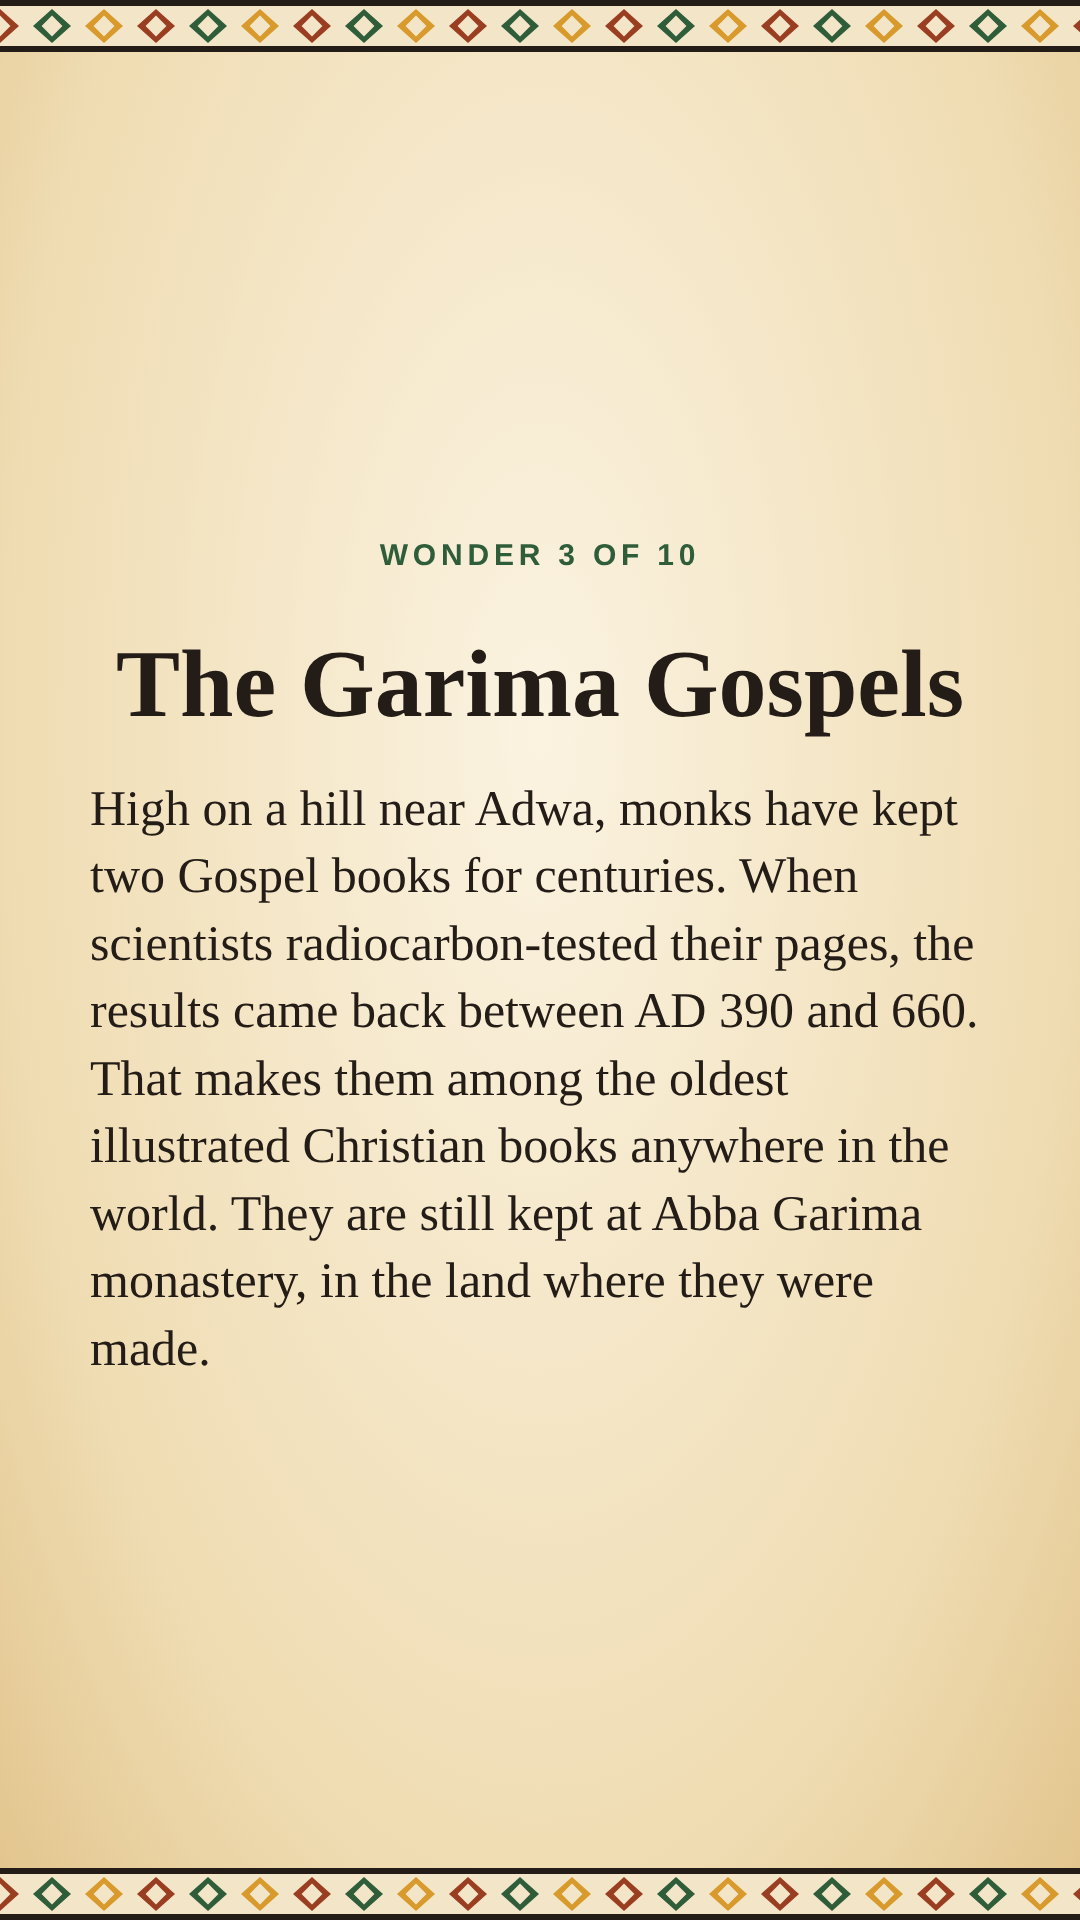 WONDER 3 OF 10
The Garima Gospels
High on a hill near Adwa, monks have kept
two Gospel books for centuries. When
scientists radiocarbon-tested their pages, the
results came back between AD 390 and 660.
That makes them among the oldest
illustrated Christian books anywhere in the
world. They are still kept at Abba Garima
monastery, in the land where they were
made.